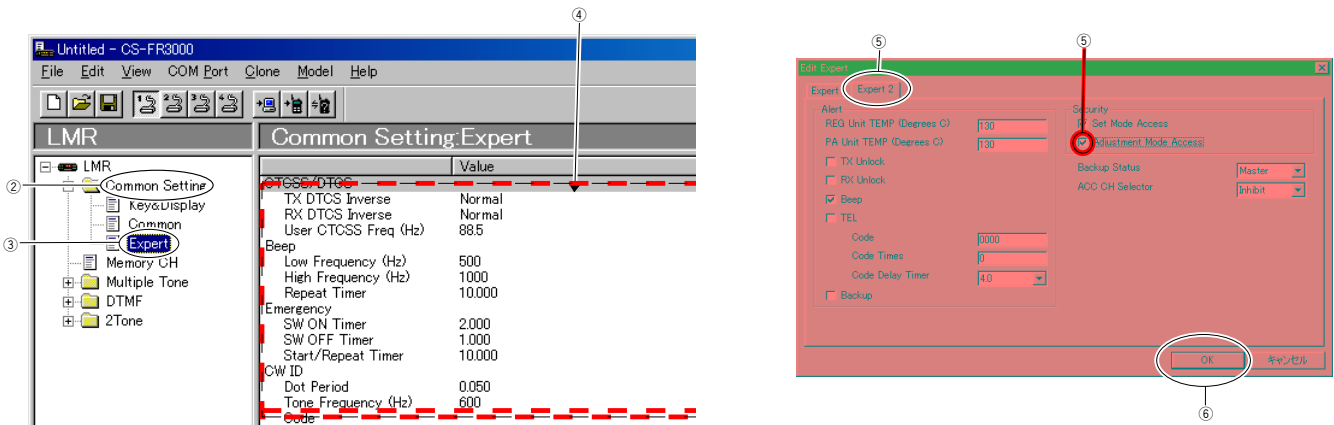 ④
Untitled - CS-FR3000
File Edit View COM Port Clone Model Help
LMR
Common Setting:Expert
Value
LMR
② Common Setting
Key&Display
Common
③ Expert
Memory CH
Multiple Tone
DTMF
2Tone
CTCSS/DTCS
TX DTCS Inverse Normal
RX DTCS Inverse Normal
User CTCSS Freq (Hz) 88.5
Beep
Low Frequency (Hz) 500
High Frequency (Hz) 1000
Repeat Timer 10.000
Emergency
SW ON Timer 2.000
SW OFF Timer 1.000
Start/Repeat Timer 10.000
CW ID
Dot Period 0.050
Tone Frequency (Hz) 600
Code
⑤ ⑤
Edit Expert
Expert Expert 2
Alert
REG Unit TEMP (Degrees C) 130
PA Unit TEMP (Degrees C) 130
TX Unlock
RX Unlock
Beep
TEL
Code 0000
Code Times 0
Code Delay Timer 4.0
Backup
Security
Set Mode Access
Adjustment Mode Access
Backup Status Master
ACC CH Selector Inhibit
OK キャンセル
⑥